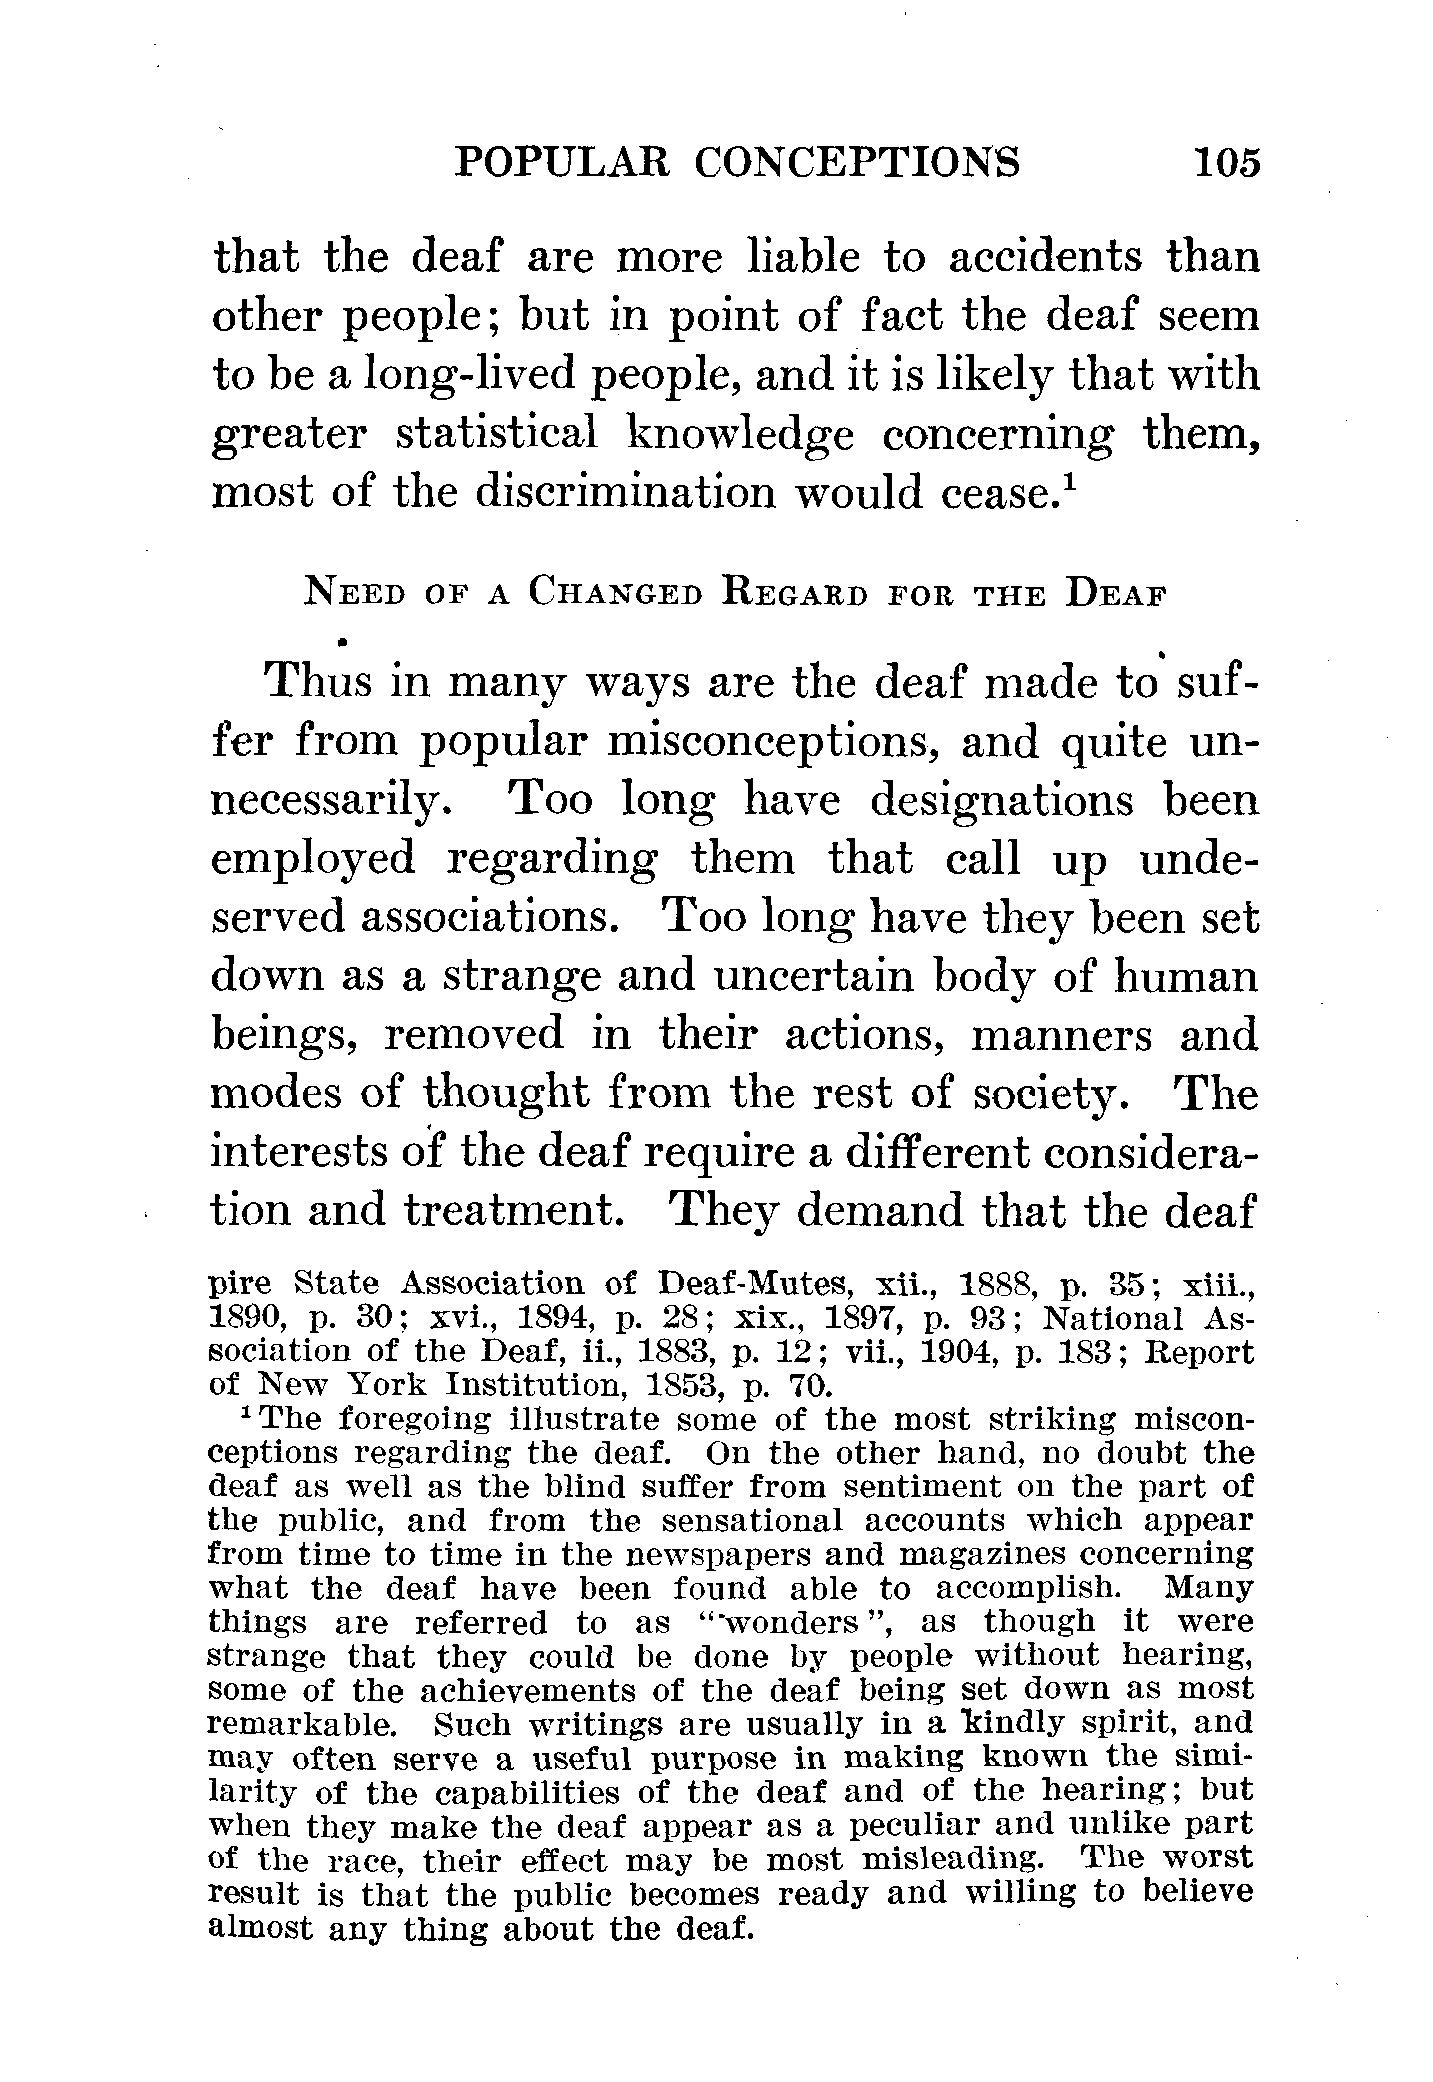 POPULAR CONCEPTIONS 105
that the deaf are more liable to accidents than
other people; but in point of fact the deaf seem
to be a long-lived people, and it is likely that with
greater statistical knowledge concerning them,
most of the discrimination would cease.¹
NEED OF A CHANGED REGARD FOR THE DEAF
Thus in many ways are the deaf made to suf-
fer from popular misconceptions, and quite un-
necessarily. Too long have designations been
employed regarding them that call up unde-
served associations. Too long have they been set
down as a strange and uncertain body of human
beings, removed in their actions, manners and
modes of thought from the rest of society. The
interests of the deaf require a different considera-
tion and treatment. They demand that the deaf
pire State Association of Deaf-Mutes, xii., 1888, p. 35; xiii.,
1890, p. 30; xvi., 1894, p. 28; xix., 1897, p. 93; National As-
sociation of the Deaf, ii., 1883, p. 12; vii., 1904, p. 183; Report
of New York Institution, 1853, p. 70.
¹ The foregoing illustrate some of the most striking miscon-
ceptions regarding the deaf. On the other hand, no doubt the
deaf as well as the blind suffer from sentiment on the part of
the public, and from the sensational accounts which appear
from time to time in the newspapers and magazines concerning
what the deaf have been found able to accomplish. Many
things are referred to as "wonders", as though it were
strange that they could be done by people without hearing,
some of the achievements of the deaf being set down as most
remarkable. Such writings are usually in a kindly spirit, and
may often serve a useful purpose in making known the simi-
larity of the capabilities of the deaf and of the hearing; but
when they make the deaf appear as a peculiar and unlike part
of the race, their effect may be most misleading. The worst
result is that the public becomes ready and willing to believe
almost any thing about the deaf.